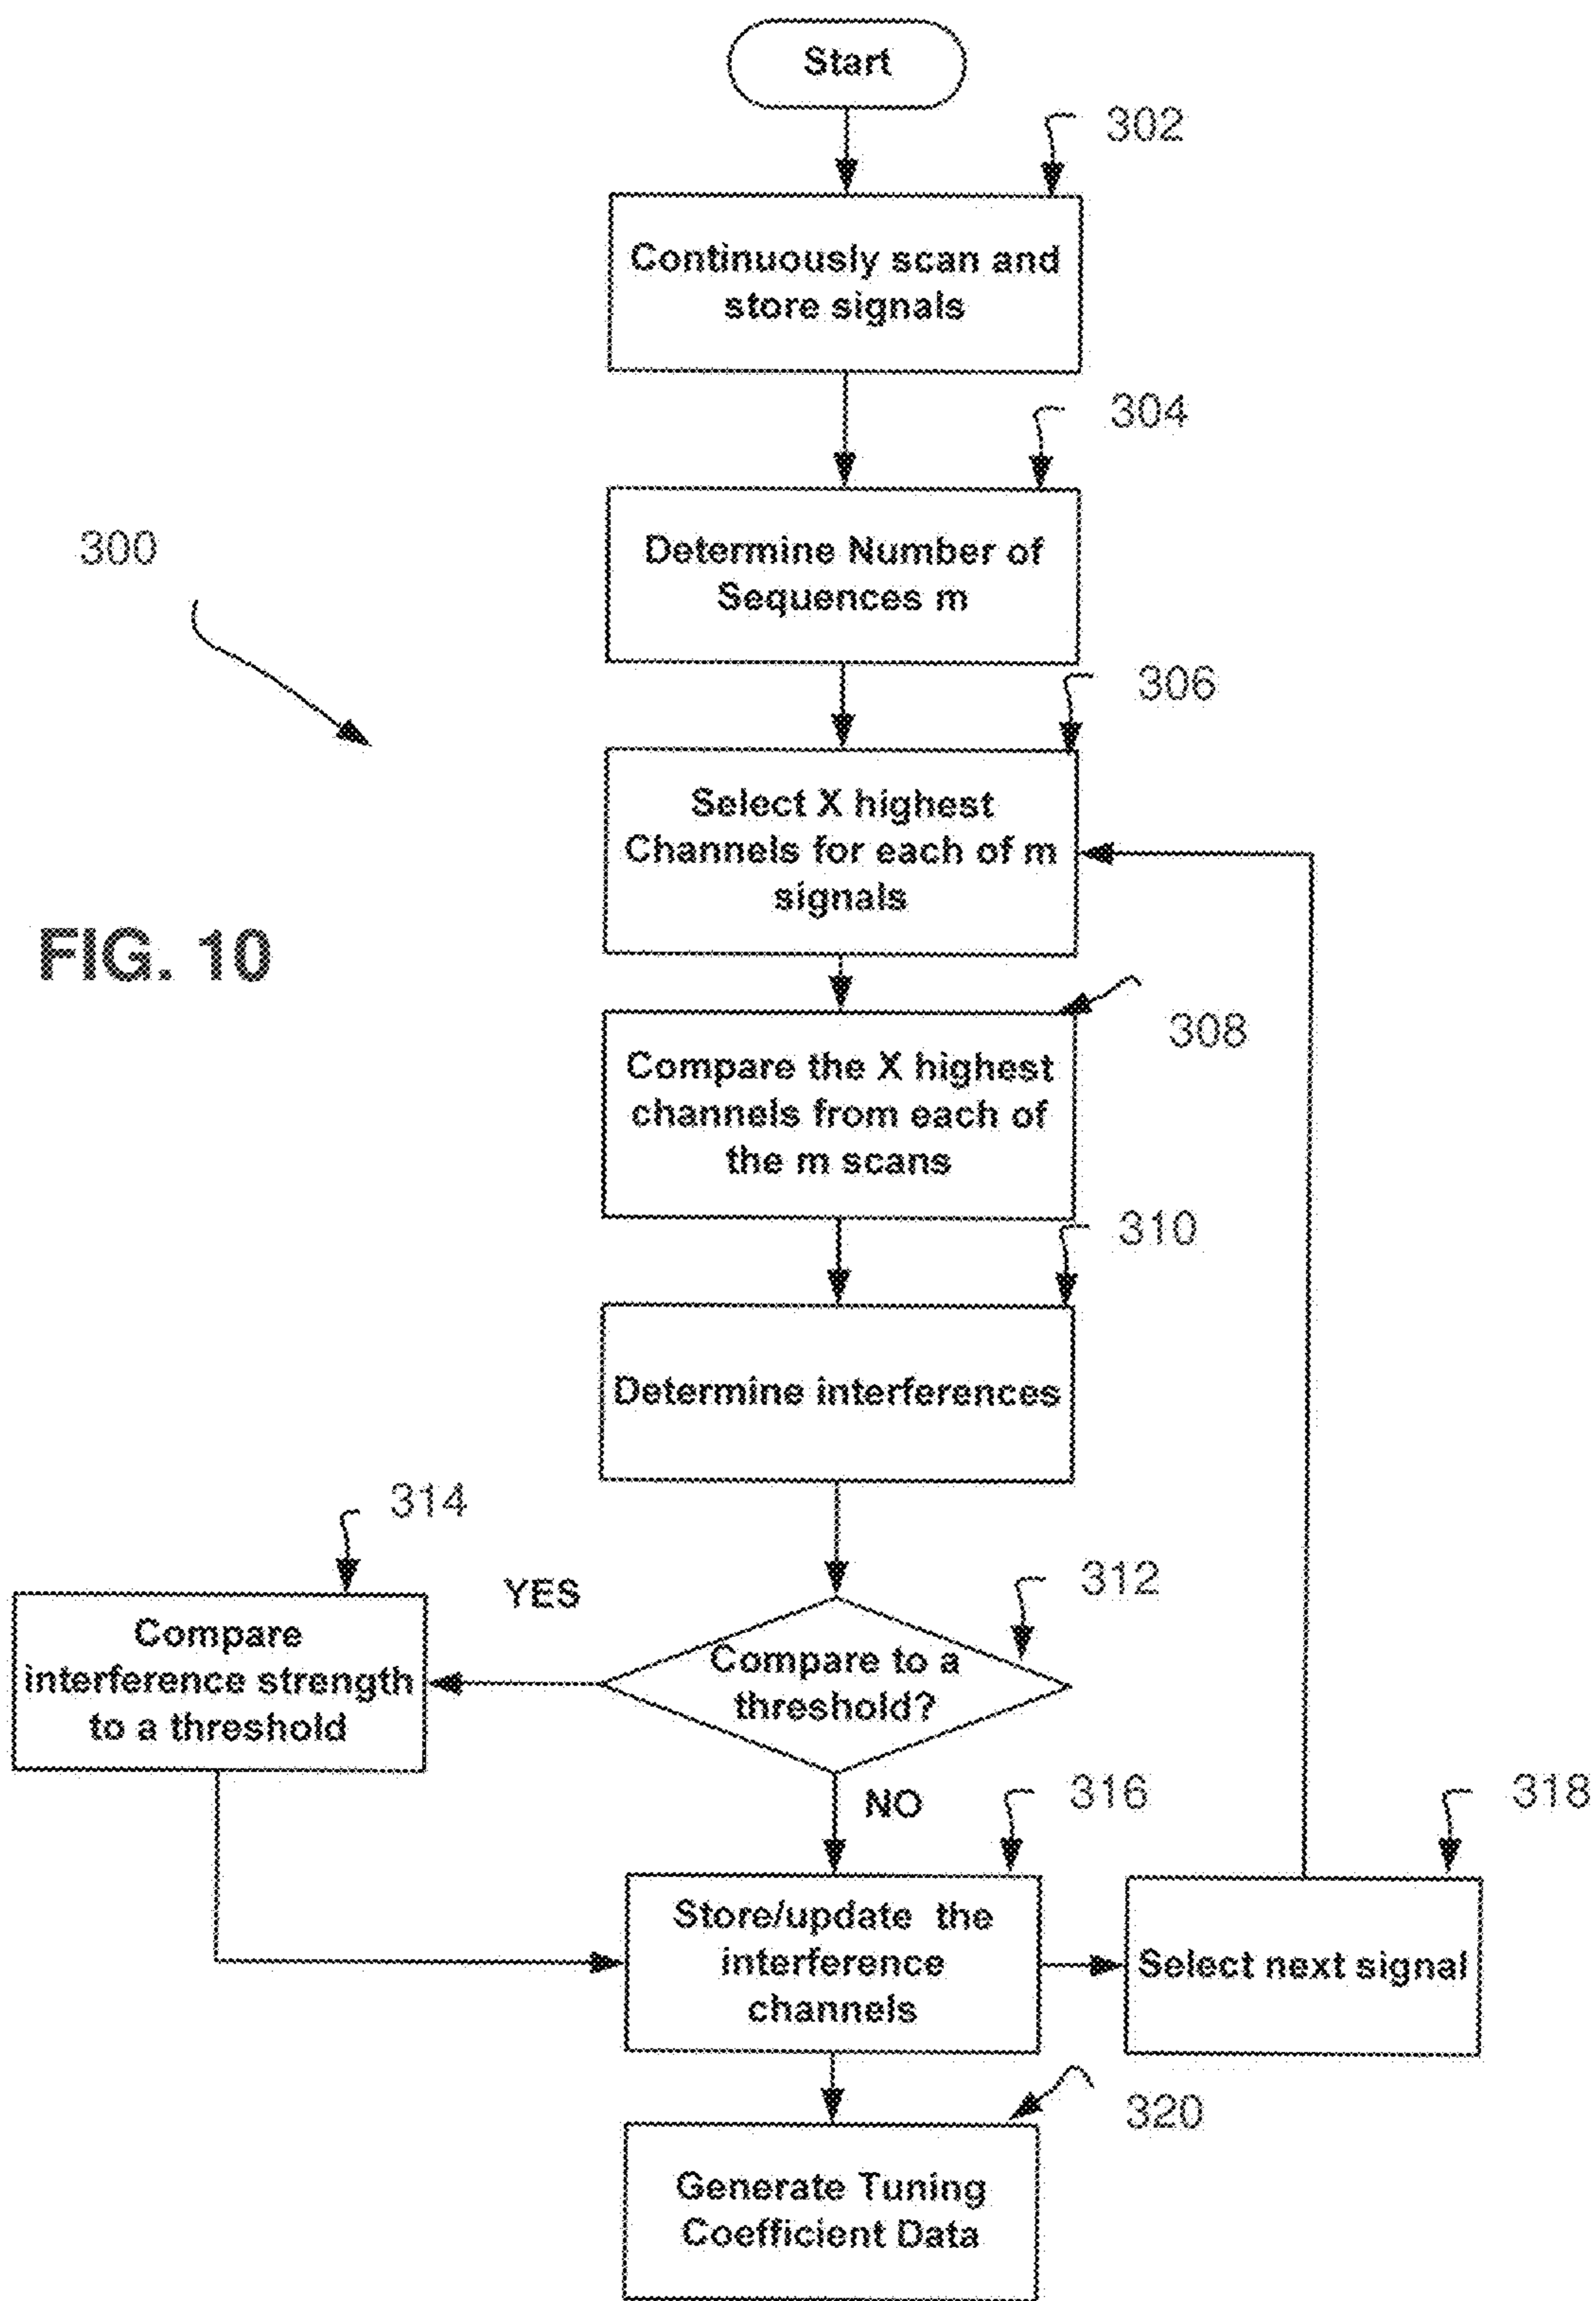 Start
302
Continuously scan and
store signals
304
Determine Number of
Sequences m
300
306
Select X highest
Channels for each of m
signals
FIG. 10
308
Compare the X highest
channels from each of
the m scans
310
Determine interferences
314
YES
312
Compare
interference strength
to a threshold
Compare to a
threshold?
NO
316
318
Store/update the
interference
channels
Select next signal
320
Generate Tuning
Coefficient Data